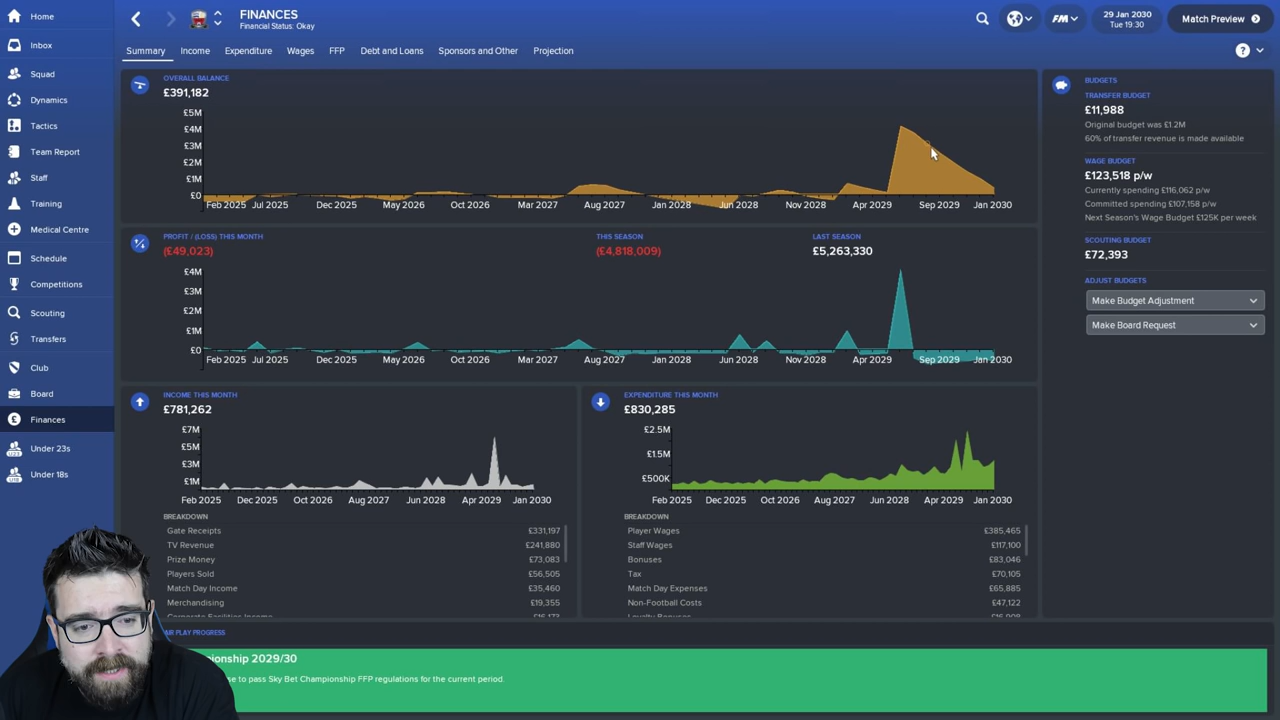 Home
Inbox
Squad
Dynamics
Tactics
Team Report
Staff
Training
Medical Centre
Schedule
Competitions
Scouting
Transfers
Club
Board
Finances
Under 23s
Under 18s
FINANCES
Financial Status: Okay
FM
29 Jan 2030
Tue 19:30
Match Preview
Summary Income Expenditure Wages FFP Debt and Loans Sponsors and Other Projection
OVERALL BALANCE
£391,182
£5M
£4M
£3M
£2M
£1M
£0
Feb 2025 Jul 2025 Dec 2025 May 2026 Oct 2026 Mar 2027 Aug 2027 Jan 2028 Jun 2028 Nov 2028 Apr 2029 Sep 2029 Jan 2030
PROFIT / (LOSS) THIS MONTH
(£49,023)
THIS SEASON
(£4,818,009)
LAST SEASON
£5,263,330
£4M
£3M
£2M
£1M
£0
Feb 2025 Jul 2025 Dec 2025 May 2026 Oct 2026 Mar 2027 Aug 2027 Jan 2028 Jun 2028 Nov 2028 Apr 2029 Sep 2029 Jan 2030
INCOME THIS MONTH
£781,262
£7M
£5M
£3M
£1M
Feb 2025 Dec 2025 Oct 2026 Aug 2027 Jun 2028 Apr 2029 Jan 2030
BREAKDOWN
Gate Receipts £331,197
TV Revenue £241,880
Prize Money £73,083
Players Sold £56,505
Match Day Income £35,460
Merchandising £19,355
Corporate Facilities Income £16,173
EXPENDITURE THIS MONTH
£830,285
£2.5M
£1.5M
£500K
Feb 2025 Dec 2025 Oct 2026 Aug 2027 Jun 2028 Apr 2029 Jan 2030
BREAKDOWN
Player Wages £385,465
Staff Wages £117,100
Bonuses £83,046
Tax £70,105
Match Day Expenses £65,885
Non-Football Costs £47,122
Loyalty Bonuses £16,908
BUDGETS
TRANSFER BUDGET
£11,988
Original budget was £1.2M
60% of transfer revenue is made available
WAGE BUDGET
£123,518 p/w
Currently spending £116,062 p/w
Committed spending £107,158 p/w
Next Season's Wage Budget £125K per week
SCOUTING BUDGET
£72,393
ADJUST BUDGETS
Make Budget Adjustment
Make Board Request
PLAY PROGRESS
pionship 2029/30
se to pass Sky Bet Championship FFP regulations for the current period.